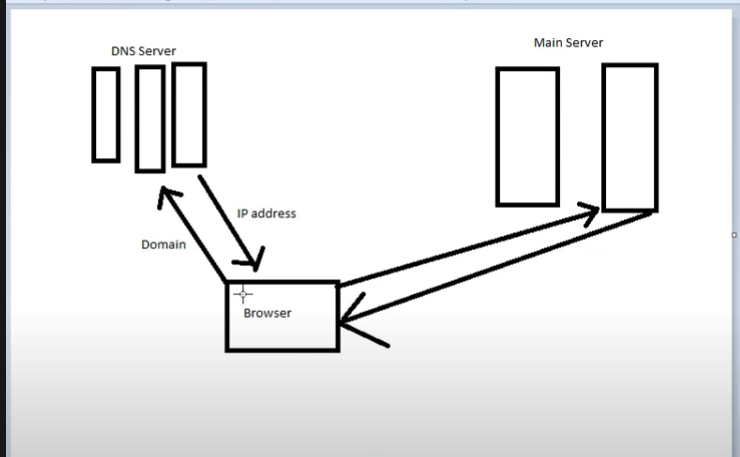 DNS Server
Main Server
IP address
Domain
Browser